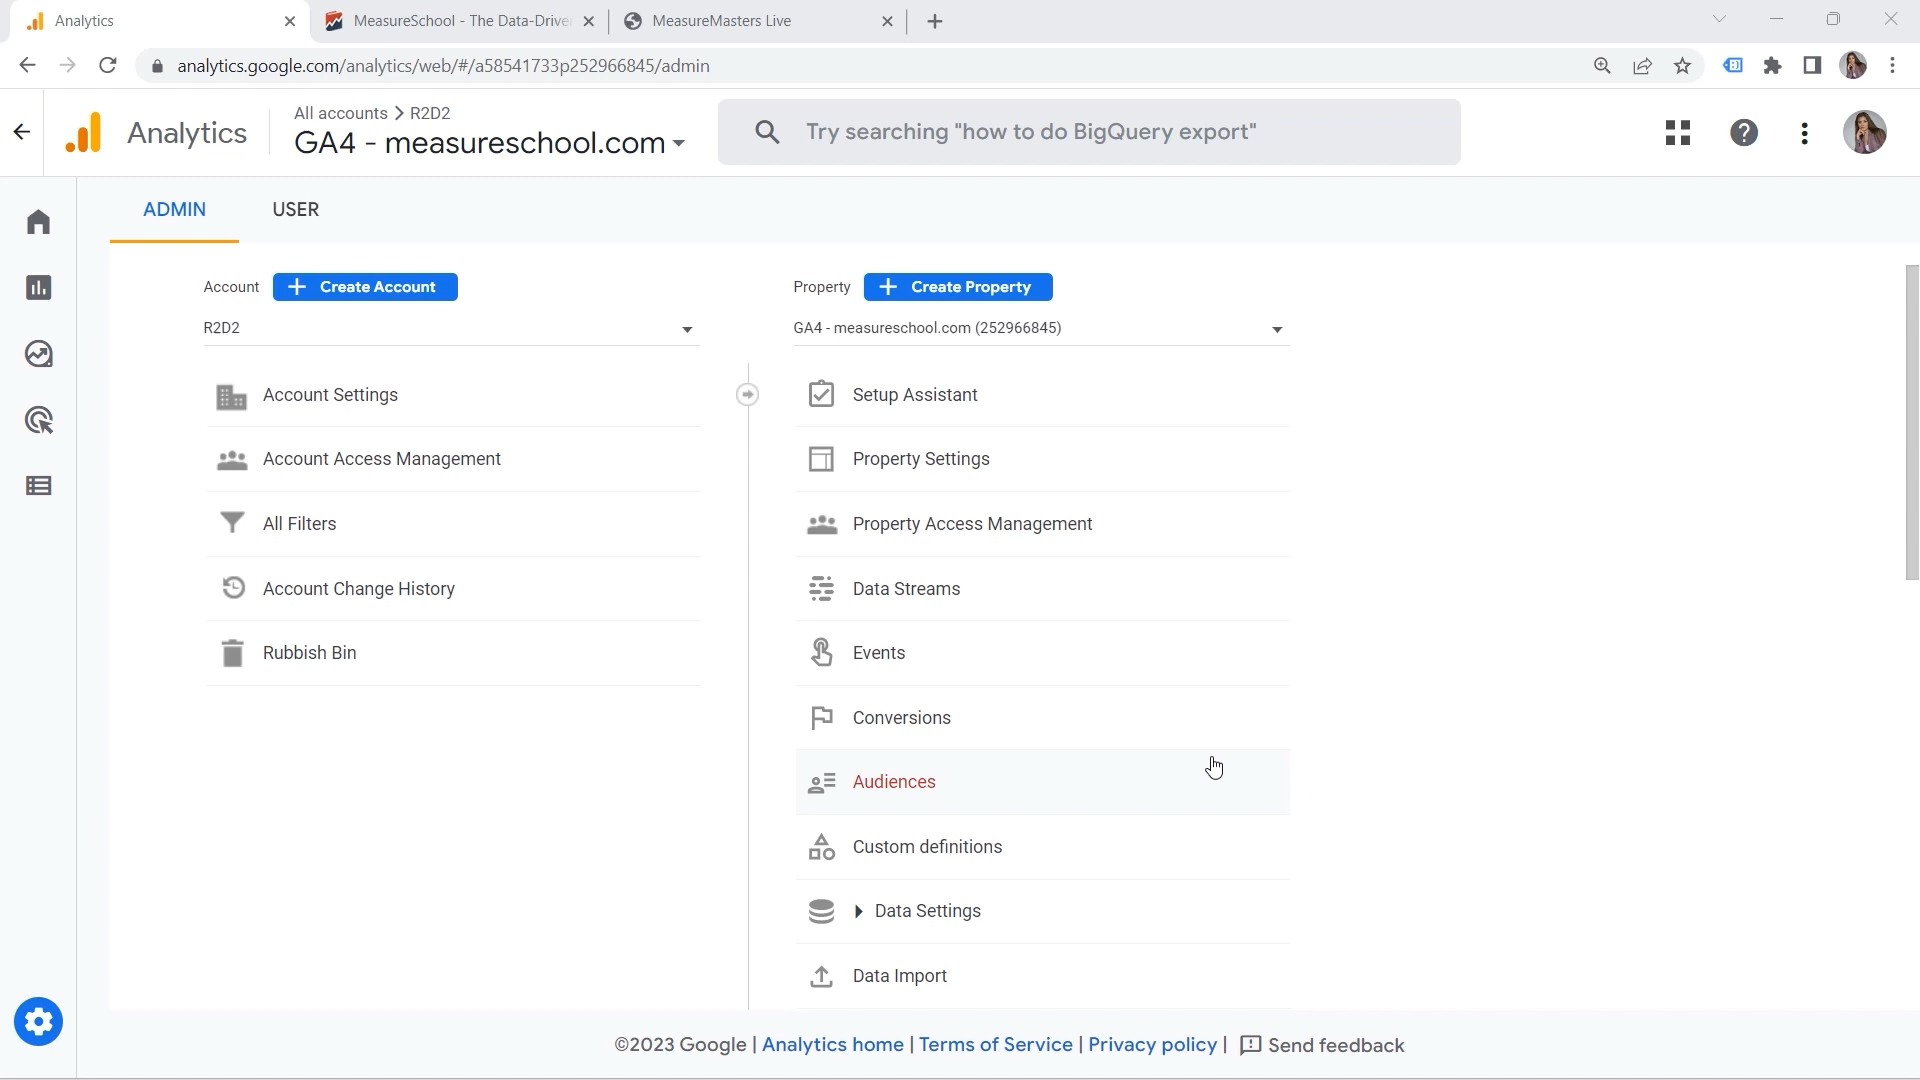 Analytics
MeasureSchool - The Data-Drive
MeasureMasters Live
analytics.google.com/analytics/web/#/a58541733p252966845/admin
Analytics
All accounts > R2D2
GA4 - measureschool.com
Try searching "how to do BigQuery export"
ADMIN
USER
Account
Create Account
R2D2
Account Settings
Account Access Management
All Filters
Account Change History
Rubbish Bin
Property
Create Property
GA4 - measureschool.com (252966845)
Setup Assistant
Property Settings
Property Access Management
Data Streams
Events
Conversions
Audiences
Custom definitions
Data Settings
Data Import
©2023 Google | Analytics home | Terms of Service | Privacy policy | Send feedback